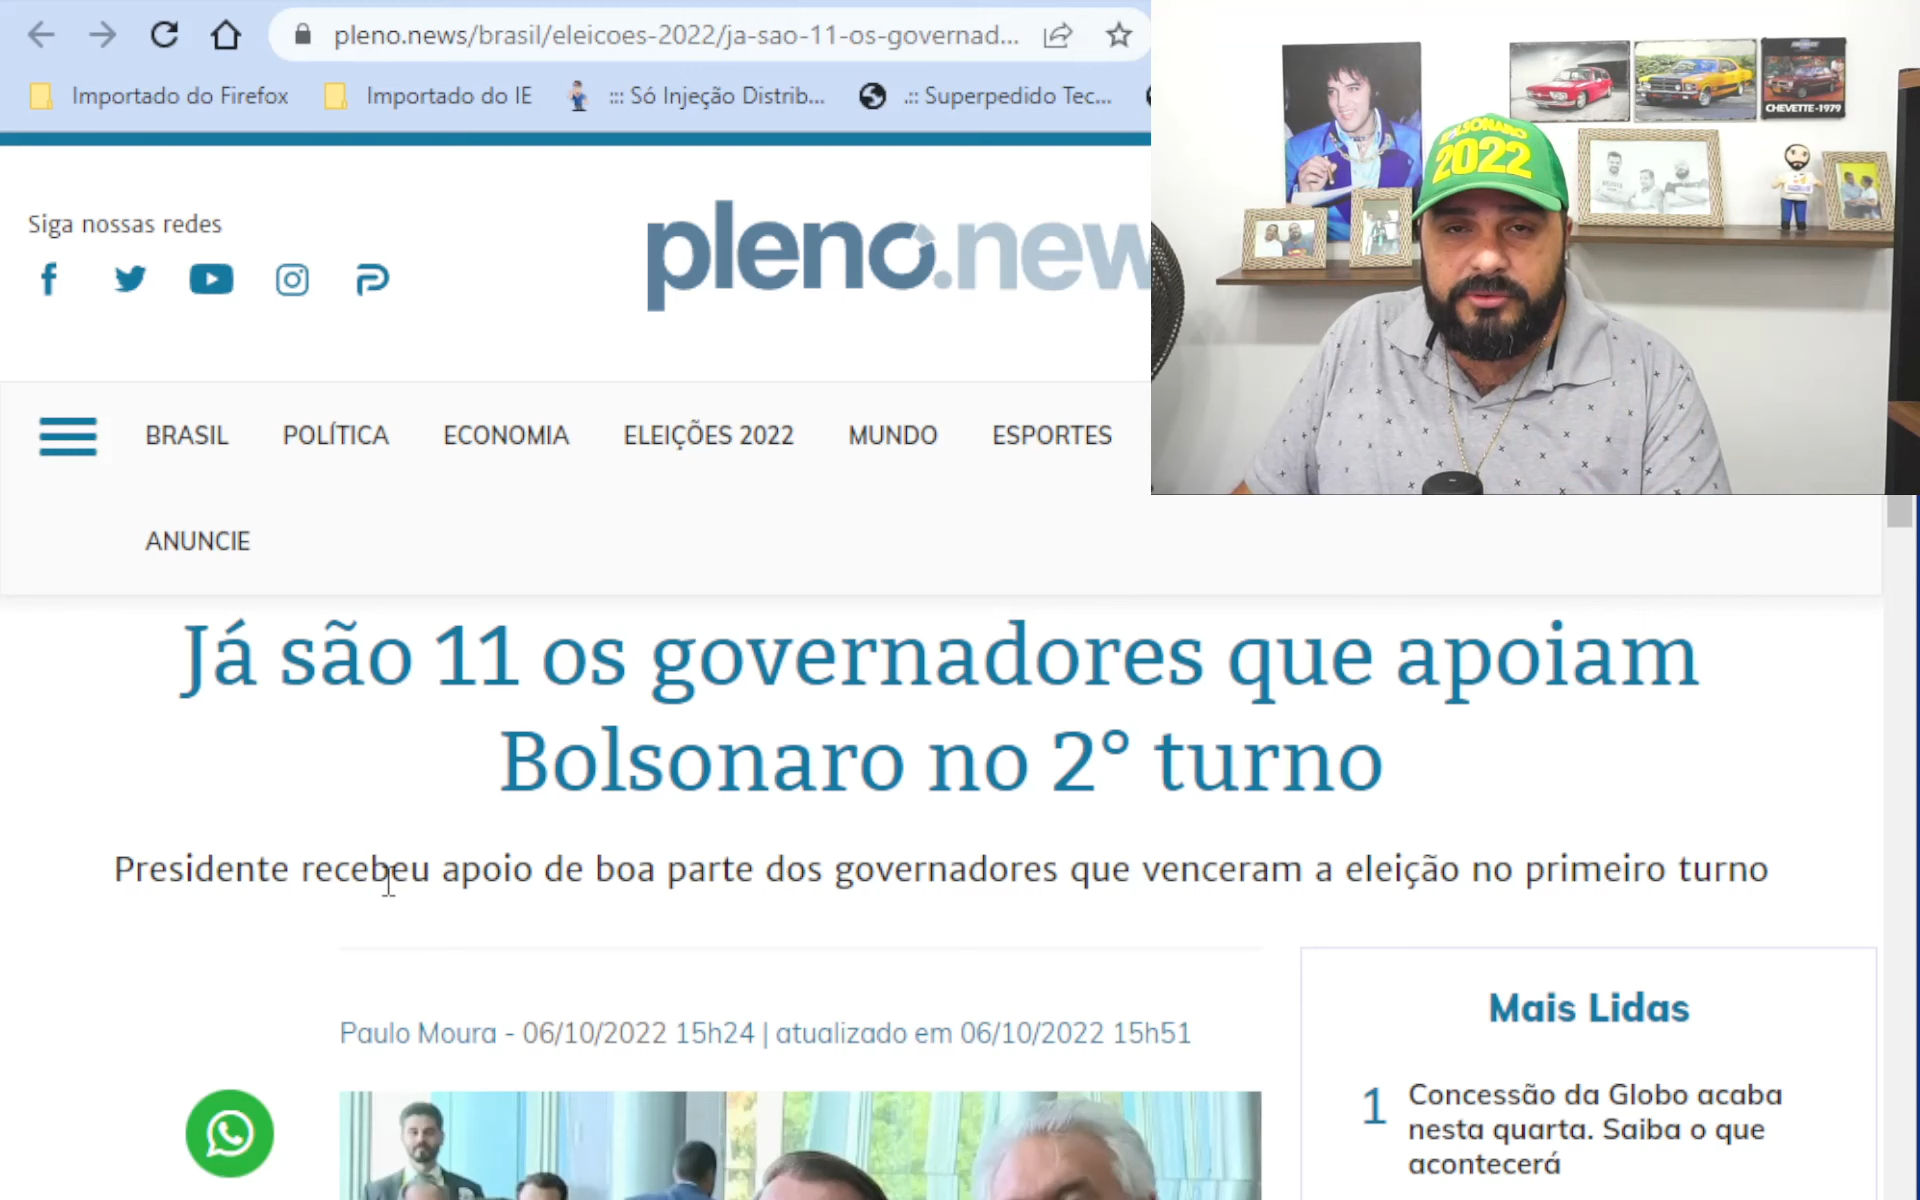 pleno.news/brasil/eleicoes-2022/ja-sao-11-os-governad...
Importado do Firefox
Importado do IE
::: Só Injeção Distrib...
.:: Superpedido Tec...
Siga nossas redes
pleno.new
BRASIL
POLÍTICA
ECONOMIA
ELEIÇÕES 2022
MUNDO
ESPORTES
ANUNCIE
CHEVETTE-1979
BOLSONARO
2022
Já são 11 os governadores que apoiam
Bolsonaro no 2° turno
Presidente recebeu apoio de boa parte dos governadores que venceram a eleição no primeiro turno
Paulo Moura - 06/10/2022 15h24 | atualizado em 06/10/2022 15h51
Mais Lidas
1
Concessão da Globo acaba
nesta quarta. Saiba o que
acontecerá